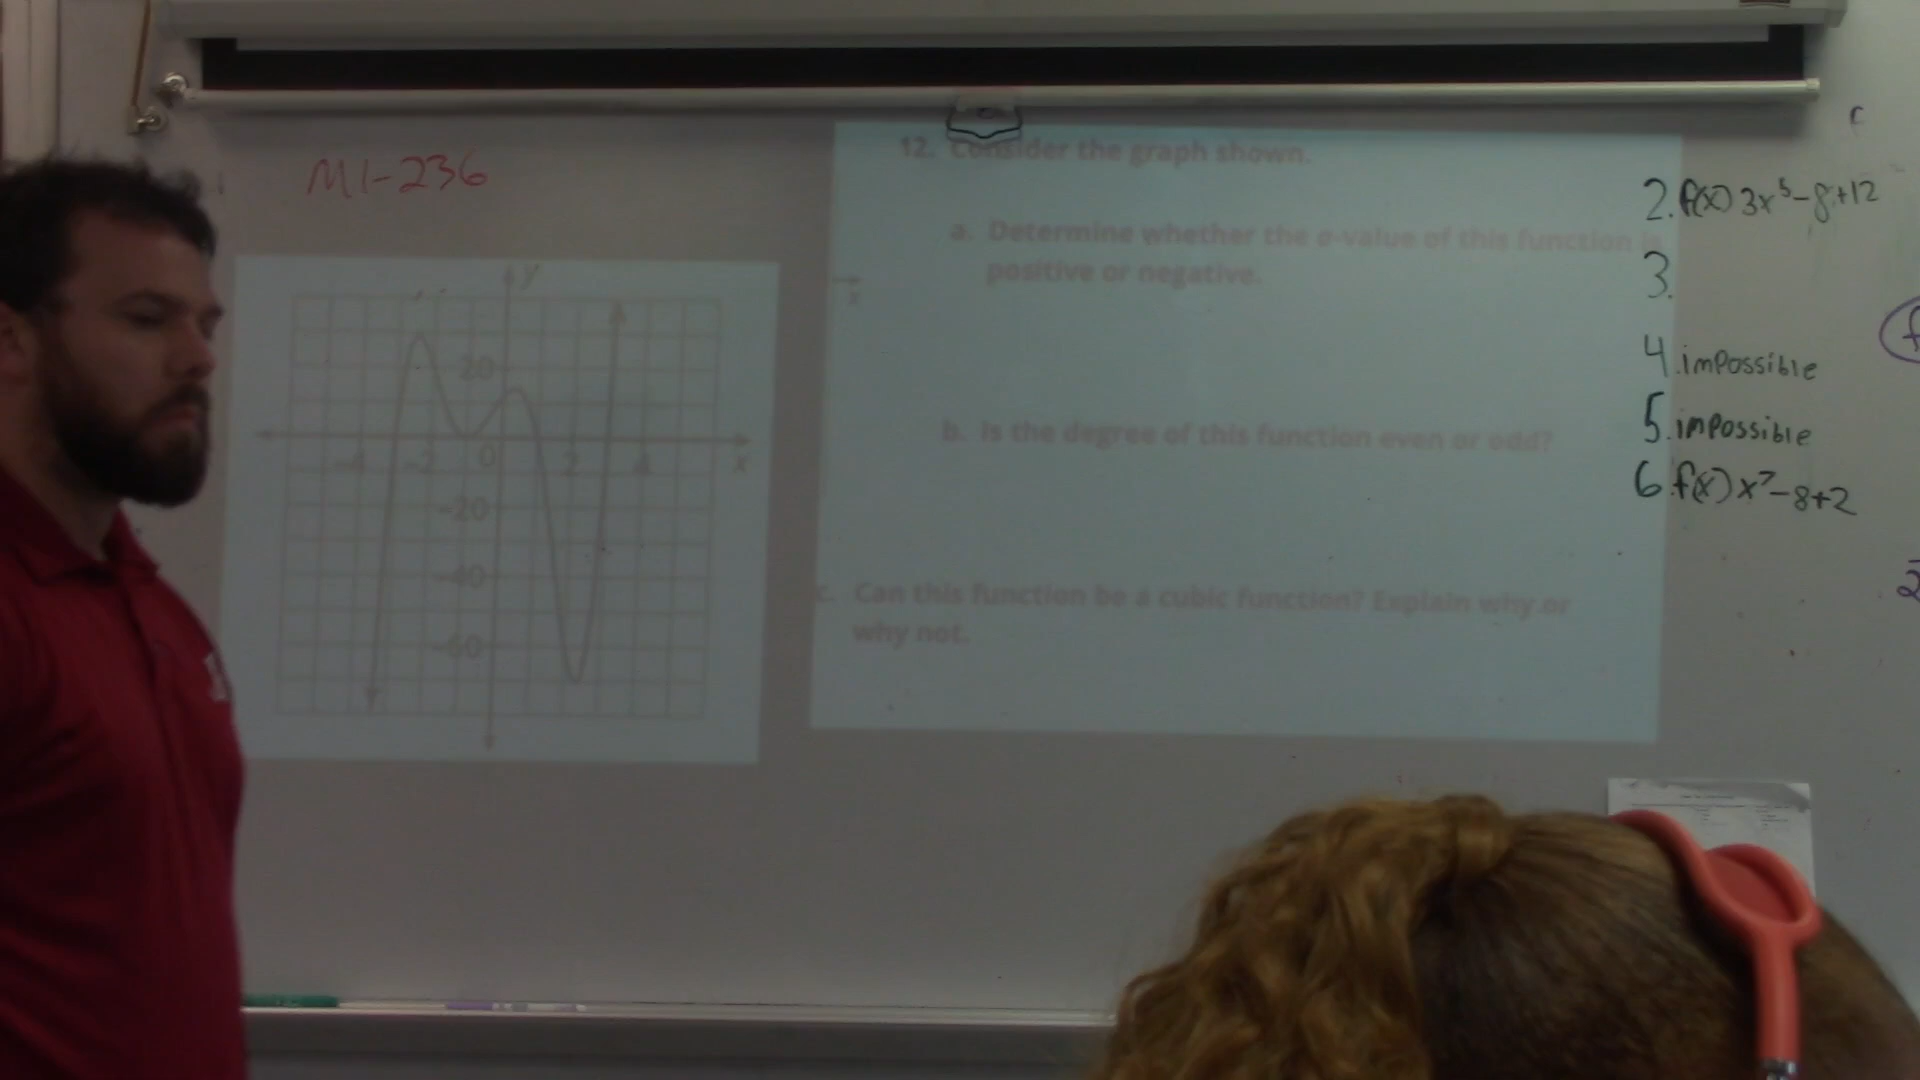 M1-236
12. Consider the graph shown.
a. Determine whether the a-value of this function is
positive or negative.
x
b. Is the degree of this function even or odd?
c. Can this function be a cubic function? Explain why or
why not.
y
20
-4 -2 0 2 4 x
-20
-40
-60
2. f(x) 3x⁵-8+12
3.
4. impossible
5. impossible
6. f(x) x⁷-8+2